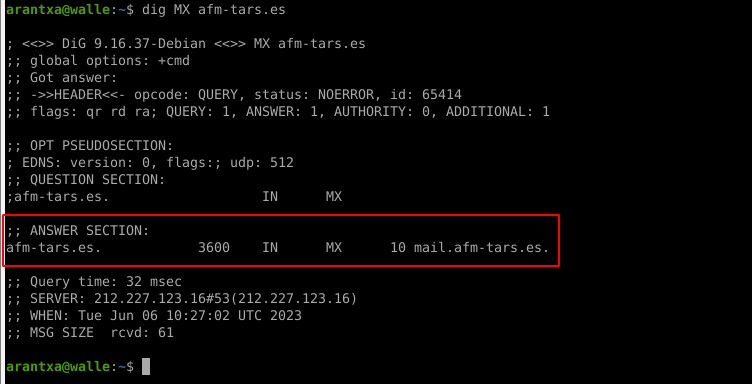 arantxa@walle:~$ dig MX afm-tars.es
; <<>> DiG 9.16.37-Debian <<>> MX afm-tars.es
;; global options: +cmd
;; Got answer:
;; ->>HEADER<<- opcode: QUERY, status: NOERROR, id: 65414
;; flags: qr rd ra; QUERY: 1, ANSWER: 1, AUTHORITY: 0, ADDITIONAL: 1
;; OPT PSEUDOSECTION:
; EDNS: version: 0, flags:; udp: 512
;; QUESTION SECTION:
;afm-tars.es. IN MX
;; ANSWER SECTION:
afm-tars.es. 3600 IN MX 10 mail.afm-tars.es.
;; Query time: 32 msec
;; SERVER: 212.227.123.16#53(212.227.123.16)
;; WHEN: Tue Jun 06 10:27:02 UTC 2023
;; MSG SIZE rcvd: 61
arantxa@walle:~$